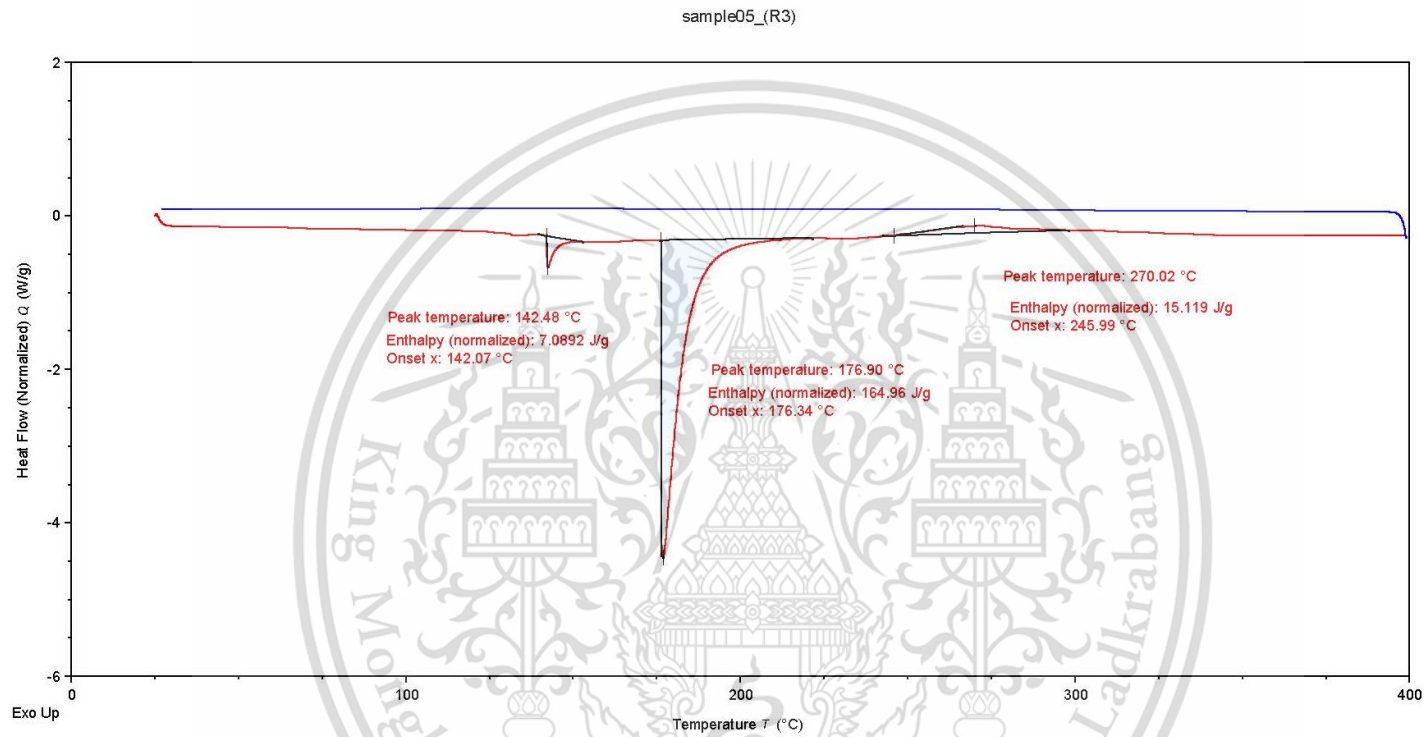 sample05_(R3)
2
0
-2
-4
-6
Heat Flow (Normalized) Q (W/g)
Peak temperature: 142.48 °C
Enthalpy (normalized): 7.0892 J/g
Onset x: 142.07 °C
Peak temperature: 176.90 °C
Enthalpy (normalized): 164.96 J/g
Onset x: 176.34 °C
Peak temperature: 270.02 °C
Enthalpy (normalized): 15.119 J/g
Onset x: 245.99 °C
King Mong
Ladkrabang
0 100 200 300 400
Exo Up
Temperature T (°C)